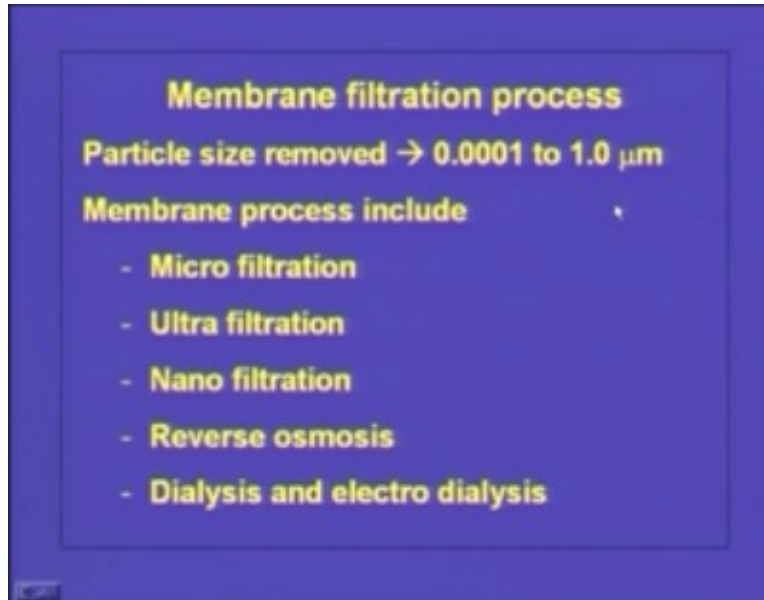 Membrane filtration process
Particle size removed → 0.0001 to 1.0 μm
Membrane process include
- Micro filtration
- Ultra filtration
- Nano filtration
- Reverse osmosis
- Dialysis and electro dialysis